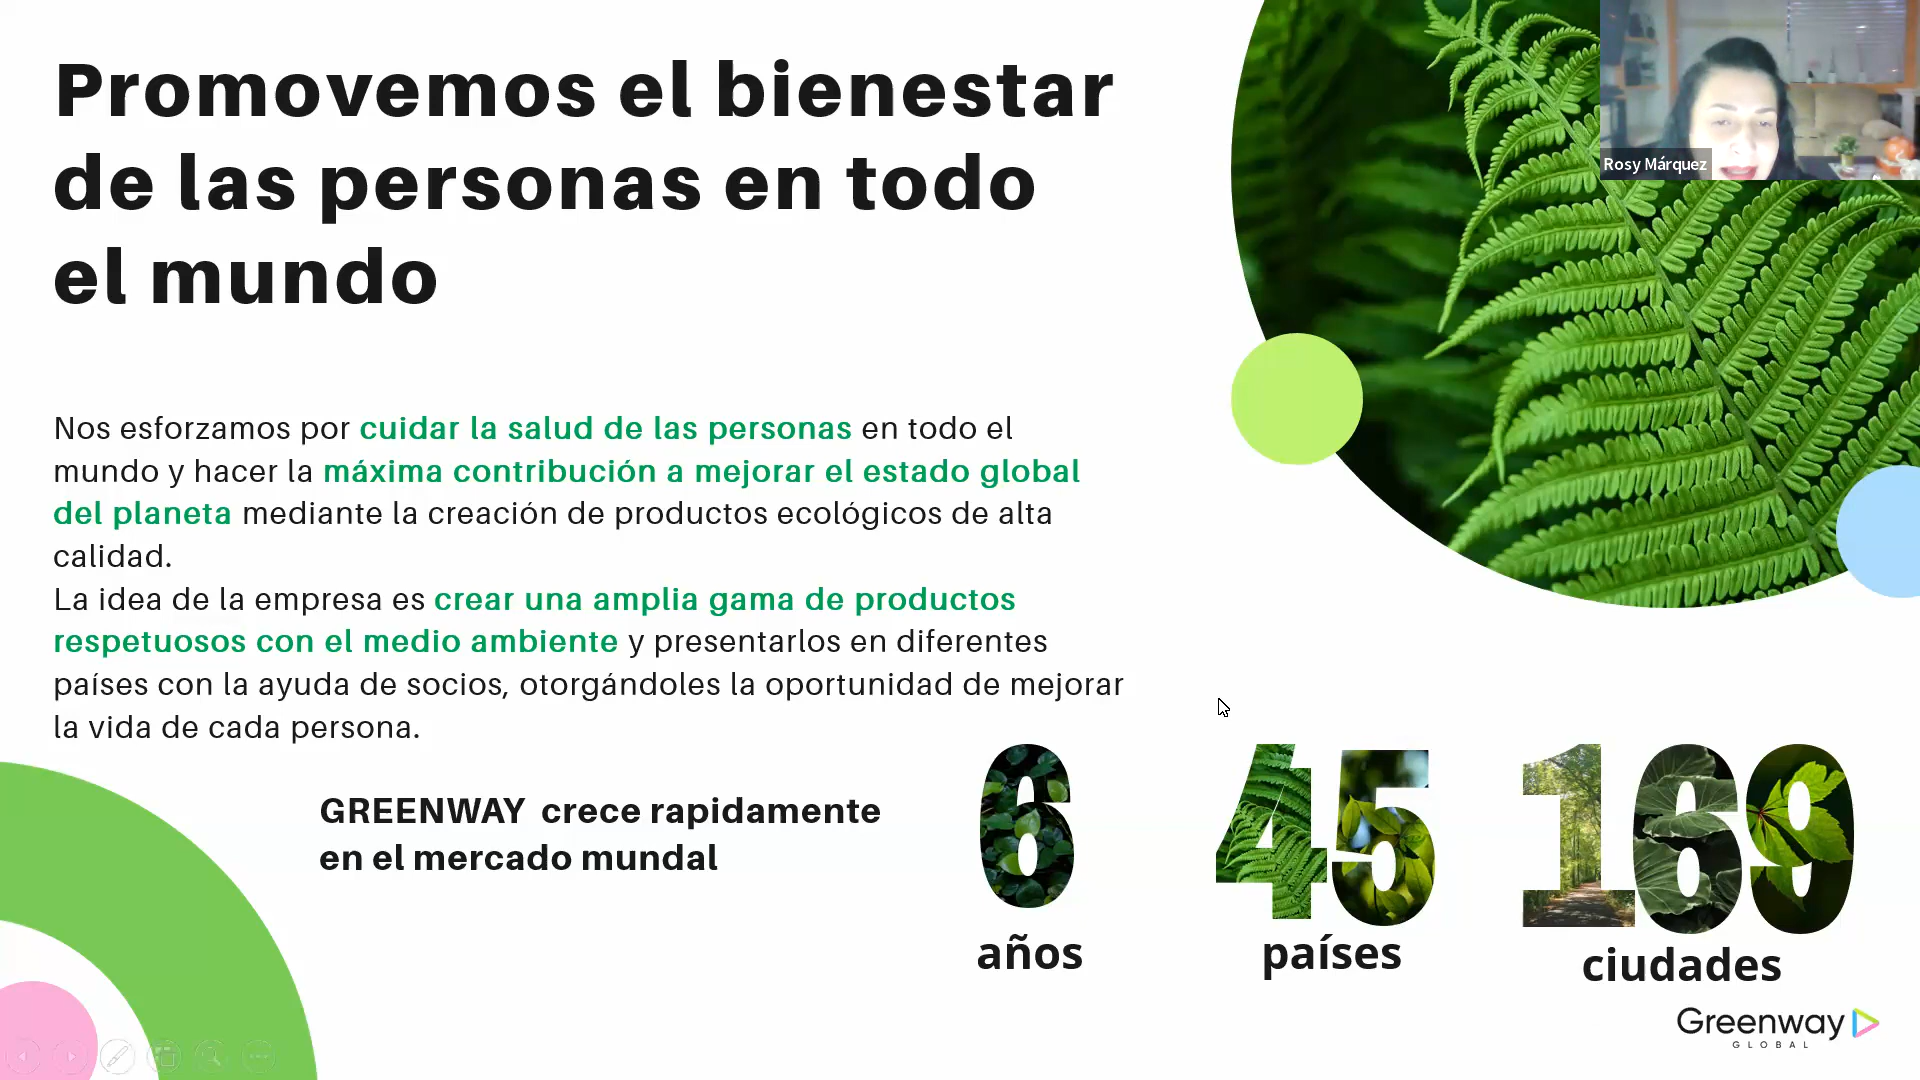 Promovemos el bienestar
de las personas en todo
el mundo
Rosy Márquez
Nos esforzamos por cuidar la salud de las personas en todo el
mundo y hacer la máxima contribución a mejorar el estado global
del planeta mediante la creación de productos ecológicos de alta
calidad.
La idea de la empresa es crear una amplia gama de productos
respetuosos con el medio ambiente y presentarlos en diferentes
países con la ayuda de socios, otorgándoles la oportunidad de mejorar
la vida de cada persona.
GREENWAY crece rapidamente
en el mercado mundal
6
años
45
países
169
ciudades
Greenway
GLOBAL